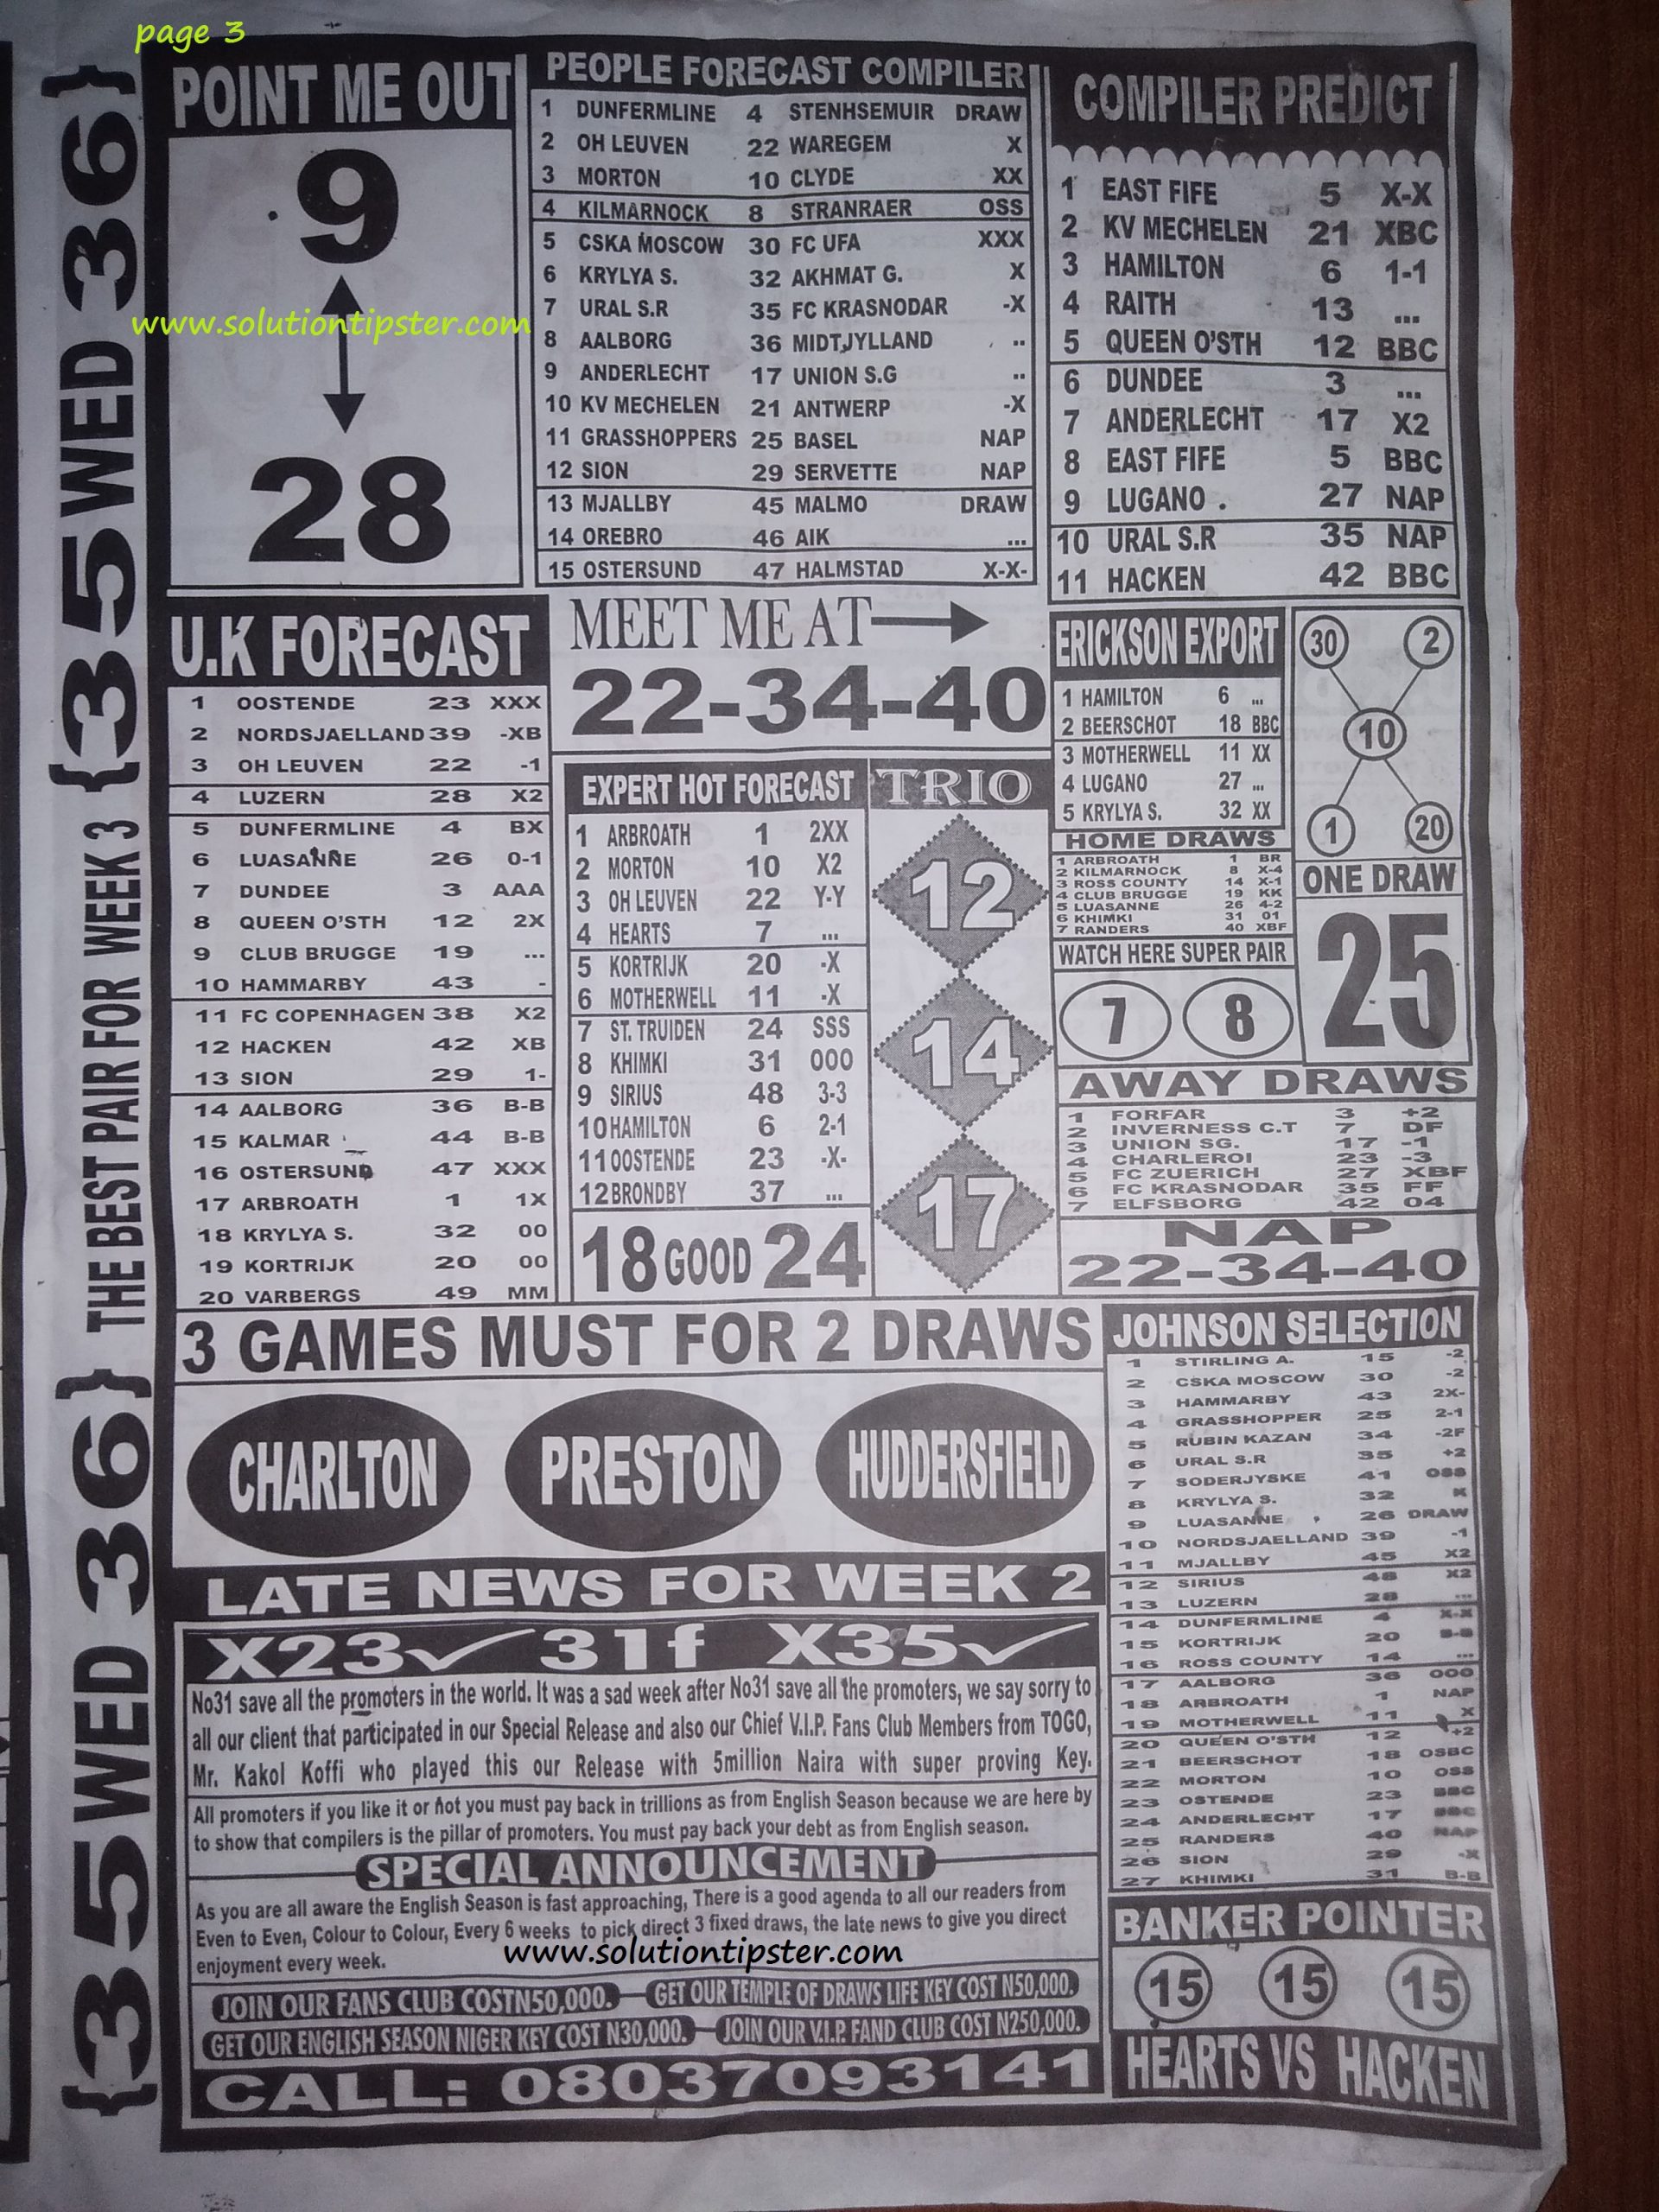 page 3
{35 WED 36} THE BEST PAIR FOR WEEK 3 {35 WED 36}
POINT ME OUT
9
www.solutiontipster.com
28
PEOPLE FORECAST COMPILER
1 DUNFERMLINE 4 STENHSEMUIR DRAW
2 OH LEUVEN 22 WAREGEM X
3 MORTON 10 CLYDE XX
4 KILMARNOCK 8 STRANRAER OSS
5 CSKA MOSCOW 30 FC UFA XXX
6 KRYLYA S. 32 AKHMAT G. X
7 URAL S.R 35 FC KRASNODAR -X
8 AALBORG 36 MIDTJYLLAND ..
9 ANDERLECHT 17 UNION S.G ..
10 KV MECHELEN 21 ANTWERP -X
11 GRASSHOPPERS 25 BASEL NAP
12 SION 29 SERVETTE NAP
13 MJALLBY 45 MALMO DRAW
14 OREBRO 46 AIK ...
15 OSTERSUND 47 HALMSTAD X-X-
COMPILER PREDICT
1 EAST FIFE 5 X-X
2 KV MECHELEN 21 XBC
3 HAMILTON 6 1-1
4 RAITH 13 ...
5 QUEEN O'STH 12 BBC
6 DUNDEE 3 ...
7 ANDERLECHT 17 X2
8 EAST FIFE 5 BBC
9 LUGANO . 27 NAP
10 URAL S.R 35 NAP
11 HACKEN 42 BBC
U.K FORECAST
1 OOSTENDE 23 XXX
2 NORDSJAELLAND 39 -XB
3 OH LEUVEN 22 -1
4 LUZERN 28 X2
5 DUNFERMLINE 4 BX
6 LUASANNE 26 0-1
7 DUNDEE 3 AAA
8 QUEEN O'STH 12 2X
9 CLUB BRUGGE 19 ...
10 HAMMARBY 43 -
11 FC COPENHAGEN 38 X2
12 HACKEN 42 XB
13 SION 29 1-
14 AALBORG 36 B-B
15 KALMAR 44 B-B
16 OSTERSUND 47 XXX
17 ARBROATH 1 1X
18 KRYLYA S. 32 00
19 KORTRIJK 20 00
20 VARBERGS 49 MM
MEET ME AT
22-34-40
EXPERT HOT FORECAST
1 ARBROATH 1 2XX
2 MORTON 10 X2
3 OH LEUVEN 22 Y-Y
4 HEARTS 7 ...
5 KORTRIJK 20 -X
6 MOTHERWELL 11 -X
7 ST. TRUIDEN 24 SSS
8 KHIMKI 31 000
9 SIRIUS 48 3-3
10 HAMILTON 6 2-1
11 OOSTENDE 23 -X-
12 BRONDBY 37 ...
18 GOOD 24
TRIO
12
14
17
ERICKSON EXPORT
1 HAMILTON 6 ...
2 BEERSCHOT 18 BBC
3 MOTHERWELL 11 XX
4 LUGANO 27 ...
5 KRYLYA S. 32 XX
30 2
10
1 20
HOME DRAWS
1 ARBROATH 1 BR
2 KILMARNOCK 8 X-4
3 ROSS COUNTY 14 X-1
4 CLUB BRUGGE 19 KK
5 LUASANNE 26 4-2
6 KHIMKI 31 01
7 RANDERS 40 XBF
ONE DRAW
25
WATCH HERE SUPER PAIR
7 8
AWAY DRAWS
1 FORFAR 3 +2
2 INVERNESS C.T 7 DF
3 UNION SG. 17 -1
4 CHARLEROI 23 -3
5 FC ZUERICH 27 XBF
6 FC KRASNODAR 35 FF
7 ELFSBORG 42 04
NAP
22-34-40
3 GAMES MUST FOR 2 DRAWS
CHARLTON PRESTON HUDDERSFIELD
LATE NEWS FOR WEEK 2
X23✓ 31f X35✓
No31 save all the promoters in the world. It was a sad week after No31 save all the promoters, we say sorry to
all our client that participated in our Special Release and also our Chief V.I.P. Fans Club Members from TOGO,
Mr. Kakol Koffi who played this our Release with 5million Naira with super proving Key.
All promoters if you like it or not you must pay back in trillions as from English Season because we are here by
to show that compilers is the pillar of promoters. You must pay back your debt as from English season.
SPECIAL ANNOUNCEMENT
As you are all aware the English Season is fast approaching, There is a good agenda to all our readers from
Even to Even, Colour to Colour, Every 6 weeks to pick direct 3 fixed draws, the late news to give you direct
enjoyment every week.
www.solutiontipster.com
JOIN OUR FANS CLUB COSTN50,000. GET OUR TEMPLE OF DRAWS LIFE KEY COST N50,000.
GET OUR ENGLISH SEASON NIGER KEY COST N30,000. JOIN OUR V.I.P. FAND CLUB COST N250,000.
CALL: 08037093141
JOHNSON SELECTION
1 STIRLING A. 15 -2
2 CSKA MOSCOW 30 -2
3 HAMMARBY 43 2X-
4 GRASSHOPPER 25 2-1
5 RUBIN KAZAN 34 -2F
6 URAL S.R 35 +2
7 SODERJYSKE 41 OSS
8 KRYLYA S. 32
9 LUASANNE 26 DRAW
10 NORDSJAELLAND 39 -1
11 MJALLBY 45 X2
12 SIRIUS 48 X2
13 LUZERN 28 ...
14 DUNFERMLINE 4 X-X
15 KORTRIJK 20 B-B
16 ROSS COUNTY 14 ...
17 AALBORG 36 000
18 ARBROATH 1 NAP
19 MOTHERWELL 11 X
20 QUEEN O'STH 12 +2
21 BEERSCHOT 18 OSBC
22 MORTON 10 OSS
23 OSTENDE 23 BBC
24 ANDERLECHT 17 BBC
25 RANDERS 40 NAP
26 SION 29 -X
27 KHIMKI 31 B-B
BANKER POINTER
15 15 15
HEARTS VS HACKEN